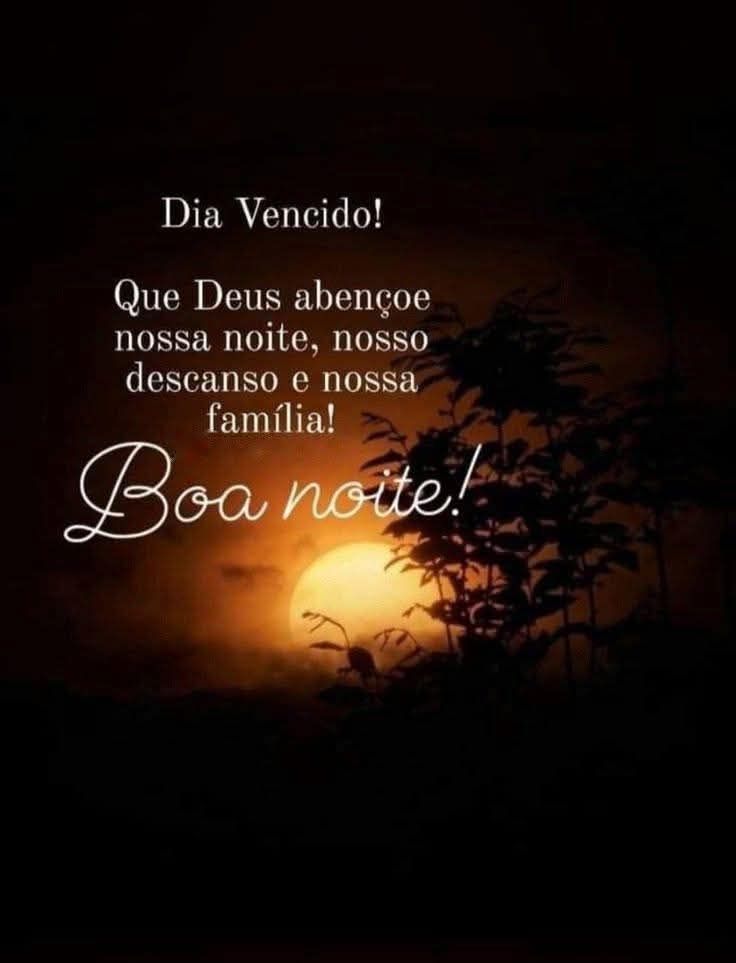 Dia Vencido!
Que Deus abençoe
nossa noite, nosso
descanso e nossa
família!
Boa noite!